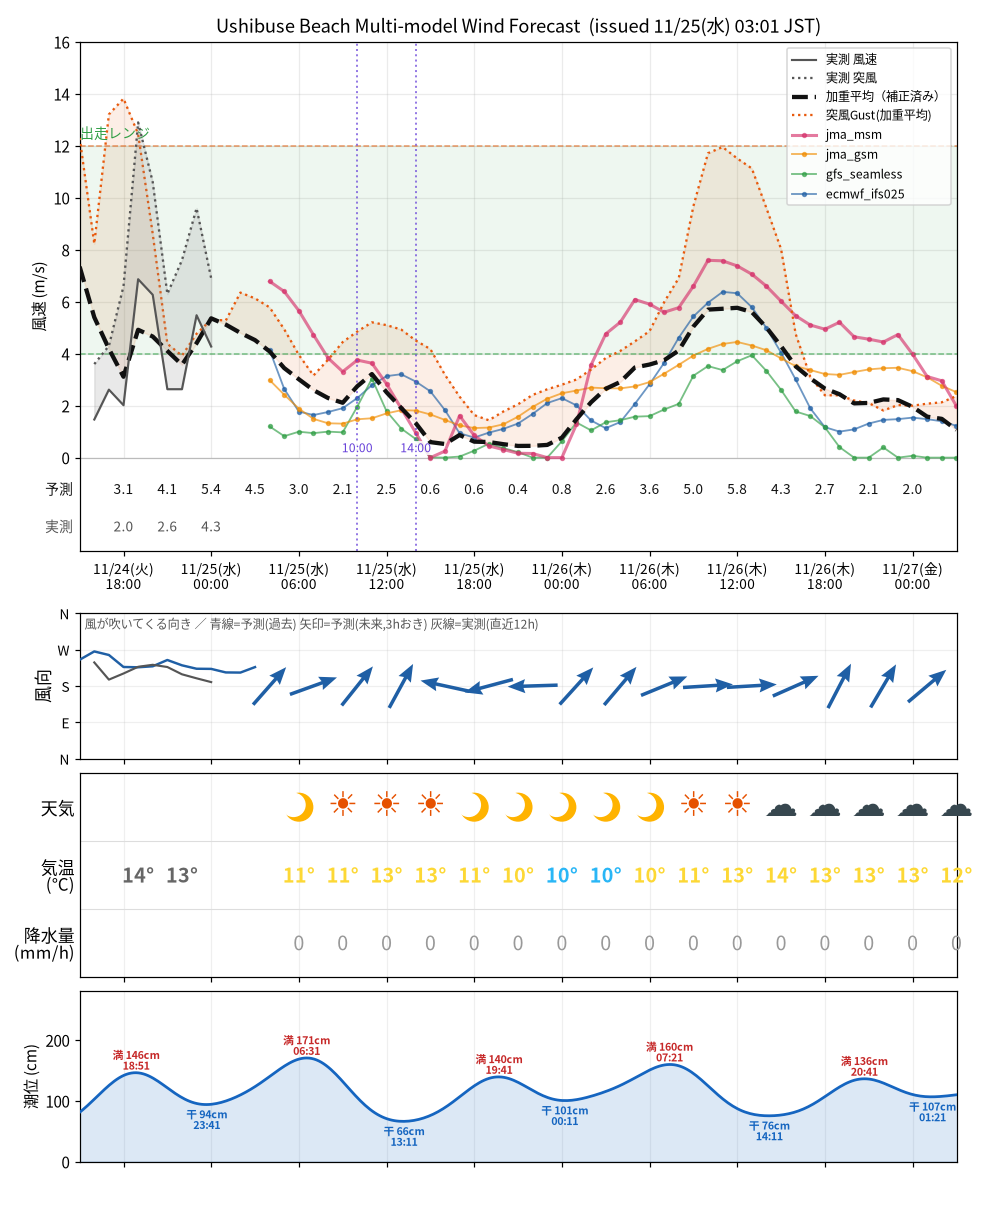 Ushibuse Beach Multi-model Wind Forecast (issued 11/25(水) 03:01 JST)
風速 (m/s)
16
14
12
10
8
6
4
2
0
出走レンジ
実測 風速
実測 突風
加重平均（補正済み）
突風Gust(加重平均)
jma_msm
jma_gsm
gfs_seamless
ecmwf_ifs025
10:00 14:00
予測 3.1 4.1 5.4 4.5 3.0 2.1 2.5 0.6 0.6 0.4 0.8 2.6 3.6 5.0 5.8 4.3 2.7 2.1 2.0
実測 2.0 2.6 4.3
11/24(火) 11/25(水) 11/25(水) 11/25(水) 11/25(水) 11/26(木) 11/26(木) 11/26(木) 11/26(木) 11/27(金)
18:00 00:00 06:00 12:00 18:00 00:00 06:00 12:00 18:00 00:00
風向
N
W
S
E
N
風が吹いてくる向き ／ 青線=予測(過去) 矢印=予測(未来,3hおき) 灰線=実測(直近12h)
天気
気温
(°C)
14° 13° 11° 11° 13° 13° 11° 10° 10° 10° 10° 11° 13° 14° 13° 13° 13° 12°
降水量
(mm/h)
0 0 0 0 0 0 0 0 0 0 0 0 0 0 0 0
潮位 (cm)
200
100
0
満 146cm
18:51
干 94cm
23:41
満 171cm
06:31
干 66cm
13:11
満 140cm
19:41
干 101cm
00:11
満 160cm
07:21
干 76cm
14:11
満 136cm
20:41
干 107cm
01:21